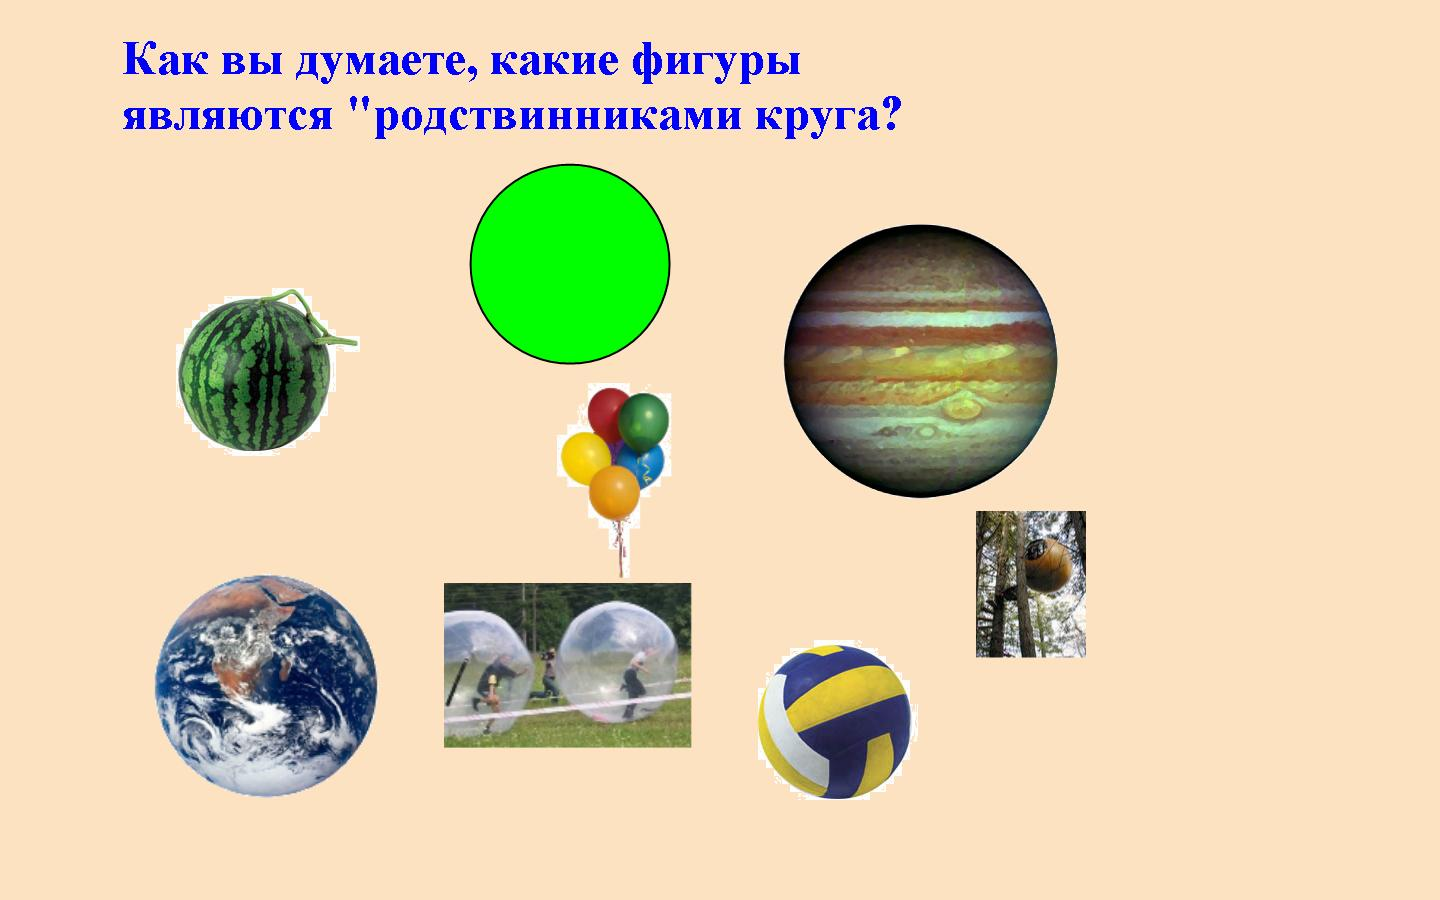 Как вы думаете, какие фигуры
являются "родствинниками круга?